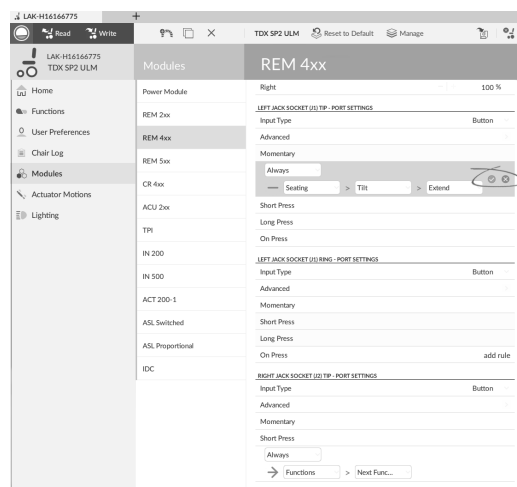 LAK-H16166775
Read
Write
TDX SP2 ULM
Reset to Default
Manage
LAK-H16166775
TDX SP2 ULM
Home
Functions
User Preferences
Chair Log
Modules
Actuator Motions
Lighting
Modules
Power Module
REM 2xx
REM 4xx
REM 5xx
CR 4xx
ACU 2xx
TPI
IN 200
IN 500
ACT 200-1
ASL Switched
ASL Proportional
IDC
REM 4xx
Right 100 %
LEFT JACK SOCKET (J1) TIP - PORT SETTINGS
Input Type Button
Advanced
Momentary
Always
Seating > Tilt > Extend
Short Press
Long Press
On Press
LEFT JACK SOCKET (J1) RING - PORT SETTINGS
Input Type Button
Advanced
Momentary
Short Press
Long Press
On Press add rule
RIGHT JACK SOCKET (J2) TIP - PORT SETTINGS
Input Type Button
Advanced
Momentary
Short Press
Always
Functions > Next Func...